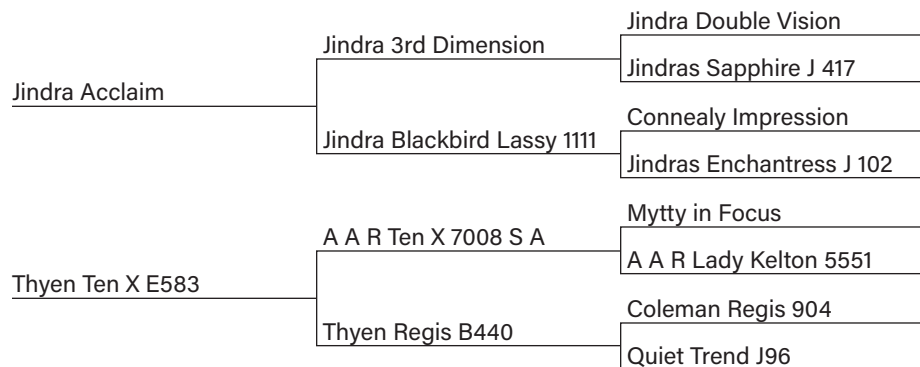 Jindra Double Vision
Jindra 3rd Dimension
Jindras Sapphire J 417
Jindra Acclaim
Connealy Impression
Jindra Blackbird Lassy 1111
Jindras Enchantress J 102
Mytty in Focus
A A R Ten X 7008 S A
A A R Lady Kelton 5551
Thyen Ten X E583
Coleman Regis 904
Thyen Regis B440
Quiet Trend J96